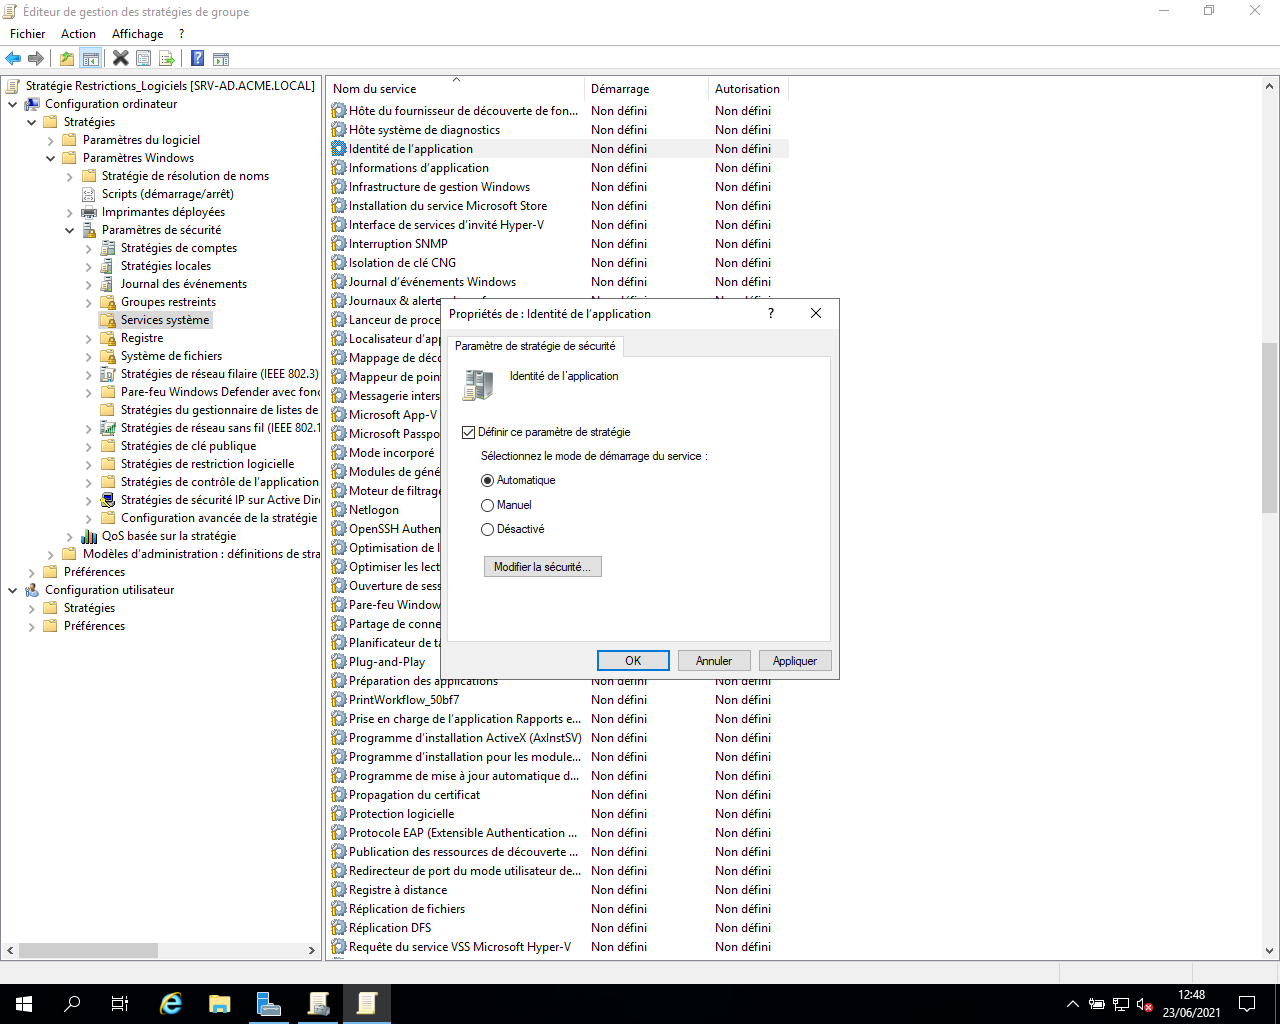 Éditeur de gestion des stratégies de groupe
Fichier Action Affichage ?
Stratégie Restrictions_Logiciels [SRV-AD.ACME.LOCAL]
Configuration ordinateur
Stratégies
Paramètres du logiciel
Paramètres Windows
Stratégie de résolution de noms
Scripts (démarrage/arrêt)
Imprimantes déployées
Paramètres de sécurité
Stratégies de comptes
Stratégies locales
Journal des événements
Groupes restreints
Services système
Registre
Système de fichiers
Stratégies de réseau filaire (IEEE 802.3)
Pare-feu Windows Defender avec fonc
Stratégies du gestionnaire de listes de
Stratégies de réseau sans fil (IEEE 802.1
Stratégies de clé publique
Stratégies de restriction logicielle
Stratégies de contrôle de l'application
Stratégies de sécurité IP sur Active Dire
Configuration avancée de la stratégie
QoS basée sur la stratégie
Modèles d'administration : définitions de stra
Préférences
Configuration utilisateur
Stratégies
Préférences
Nom du service Démarrage Autorisation
Hôte du fournisseur de découverte de fon... Non défini Non défini
Hôte système de diagnostics Non défini Non défini
Identité de l'application Non défini Non défini
Informations d'application Non défini Non défini
Infrastructure de gestion Windows Non défini Non défini
Installation du service Microsoft Store Non défini Non défini
Interface de services d'invité Hyper-V Non défini Non défini
Interruption SNMP Non défini Non défini
Isolation de clé CNG Non défini Non défini
Journal d'événements Windows Non défini Non défini
Journaux & alerte
Lanceur de proce
Localisateur d'ap
Mappage de déco
Mappeur de poin
Messagerie inters
Microsoft App-V
Microsoft Passpo
Mode incorporé
Modules de géné
Moteur de filtrage
Netlogon
OpenSSH Authen
Optimisation de l
Optimiser les lect
Ouverture de sess
Pare-feu Window
Partage de conne
Planificateur de tâ
Plug-and-Play
Préparation des applications Non défini Non défini
PrintWorkflow_50bf7 Non défini Non défini
Prise en charge de l'application Rapports e... Non défini Non défini
Programme d'installation ActiveX (AxInstSV) Non défini Non défini
Programme d'installation pour les module... Non défini Non défini
Programme de mise à jour automatique d... Non défini Non défini
Propagation du certificat Non défini Non défini
Protection logicielle Non défini Non défini
Protocole EAP (Extensible Authentication ... Non défini Non défini
Publication des ressources de découverte ... Non défini Non défini
Redirecteur de port du mode utilisateur de... Non défini Non défini
Registre à distance Non défini Non défini
Réplication de fichiers Non défini Non défini
Réplication DFS Non défini Non défini
Requête du service VSS Microsoft Hyper-V Non défini Non défini
Propriétés de : Identité de l'application ?
Paramètre de stratégie de sécurité
Identité de l'application
Définir ce paramètre de stratégie
Sélectionnez le mode de démarrage du service :
Automatique
Manuel
Désactivé
Modifier la sécurité...
OK Annuler Appliquer
12:48
23/06/2021